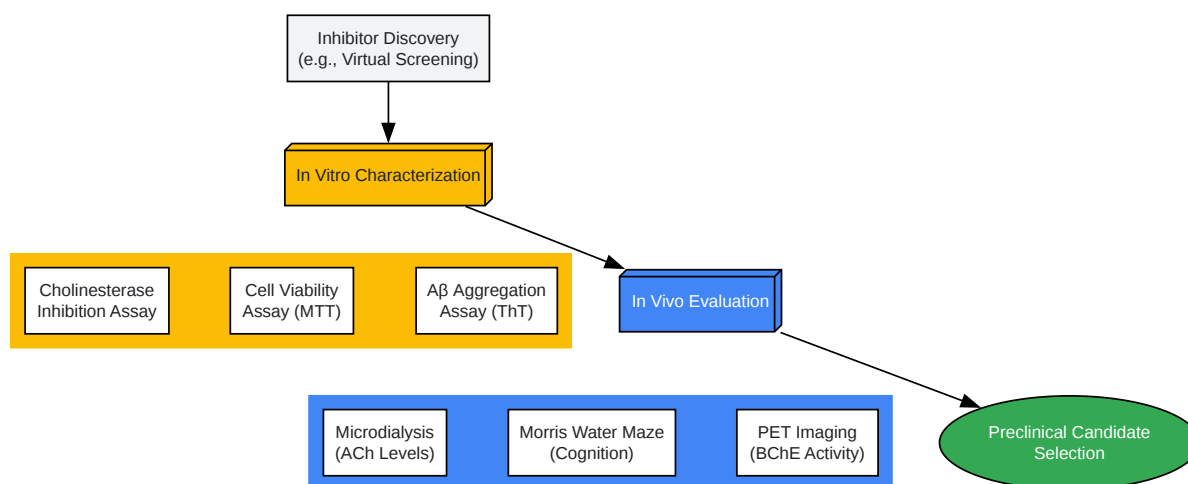 Inhibitor Discovery
(e.g., Virtual Screening)
In Vitro Characterization
Cholinesterase
Inhibition Assay
Cell Viability
Assay (MTT)
Aβ Aggregation
Assay (ThT)
In Vivo Evaluation
Microdialysis
(ACh Levels)
Morris Water Maze
(Cognition)
PET Imaging
(BChE Activity)
Preclinical Candidate
Selection